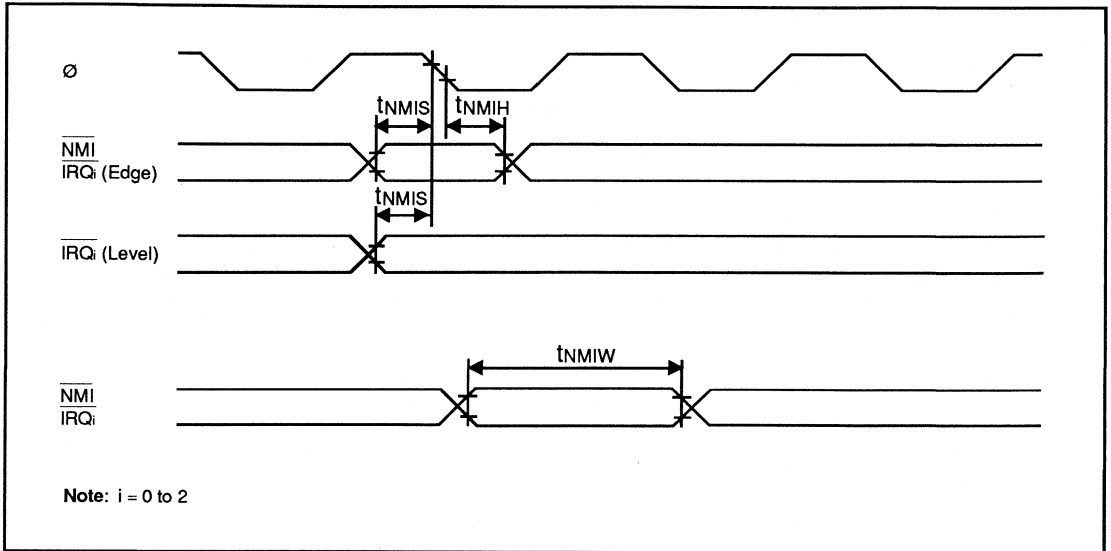 Ø
tNMIS tNMIH
NMI
IRQi (Edge)
tNMIS
IRQi (Level)
tNMIW
NMI
IRQi
Note: i = 0 to 2